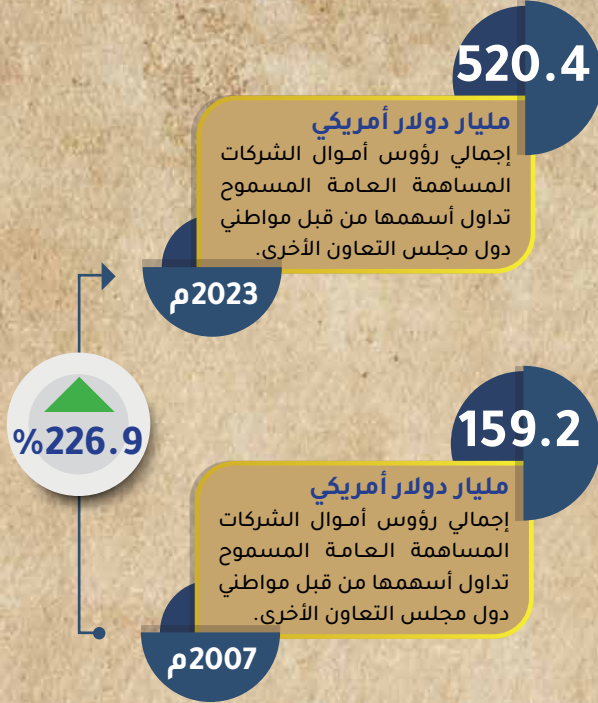 520.4
مليار دولار أمريكي
إجمالي رؤوس أموال الشركات
المساهمة العامة المسموح
تداول أسهمها من قبل مواطني
دول مجلس التعاون الأخرى.
2023م
%226.9
159.2
مليار دولار أمريكي
إجمالي رؤوس أموال الشركات
المساهمة العامة المسموح
تداول أسهمها من قبل مواطني
دول مجلس التعاون الأخرى.
2007م